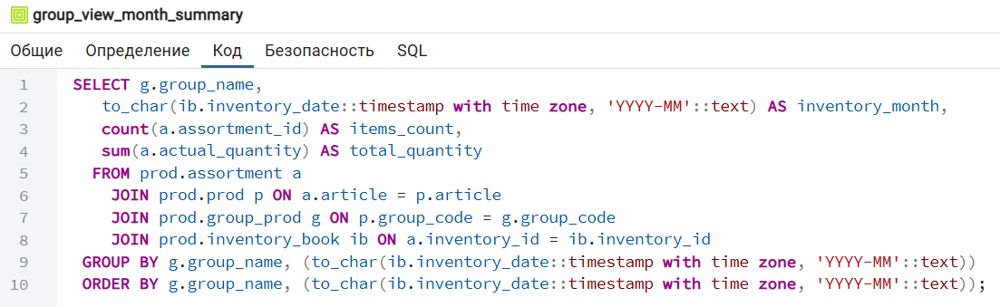 group_view_month_summary
Общие Определение Код Безопасность SQL
1 SELECT g.group_name,
2 to_char(ib.inventory_date::timestamp with time zone, 'YYYY-MM'::text) AS inventory_month,
3 count(a.assortment_id) AS items_count,
4 sum(a.actual_quantity) AS total_quantity
5 FROM prod.assortment a
6 JOIN prod.prod p ON a.article = p.article
7 JOIN prod.group_prod g ON p.group_code = g.group_code
8 JOIN prod.inventory_book ib ON a.inventory_id = ib.inventory_id
9 GROUP BY g.group_name, (to_char(ib.inventory_date::timestamp with time zone, 'YYYY-MM'::text))
10 ORDER BY g.group_name, (to_char(ib.inventory_date::timestamp with time zone, 'YYYY-MM'::text));